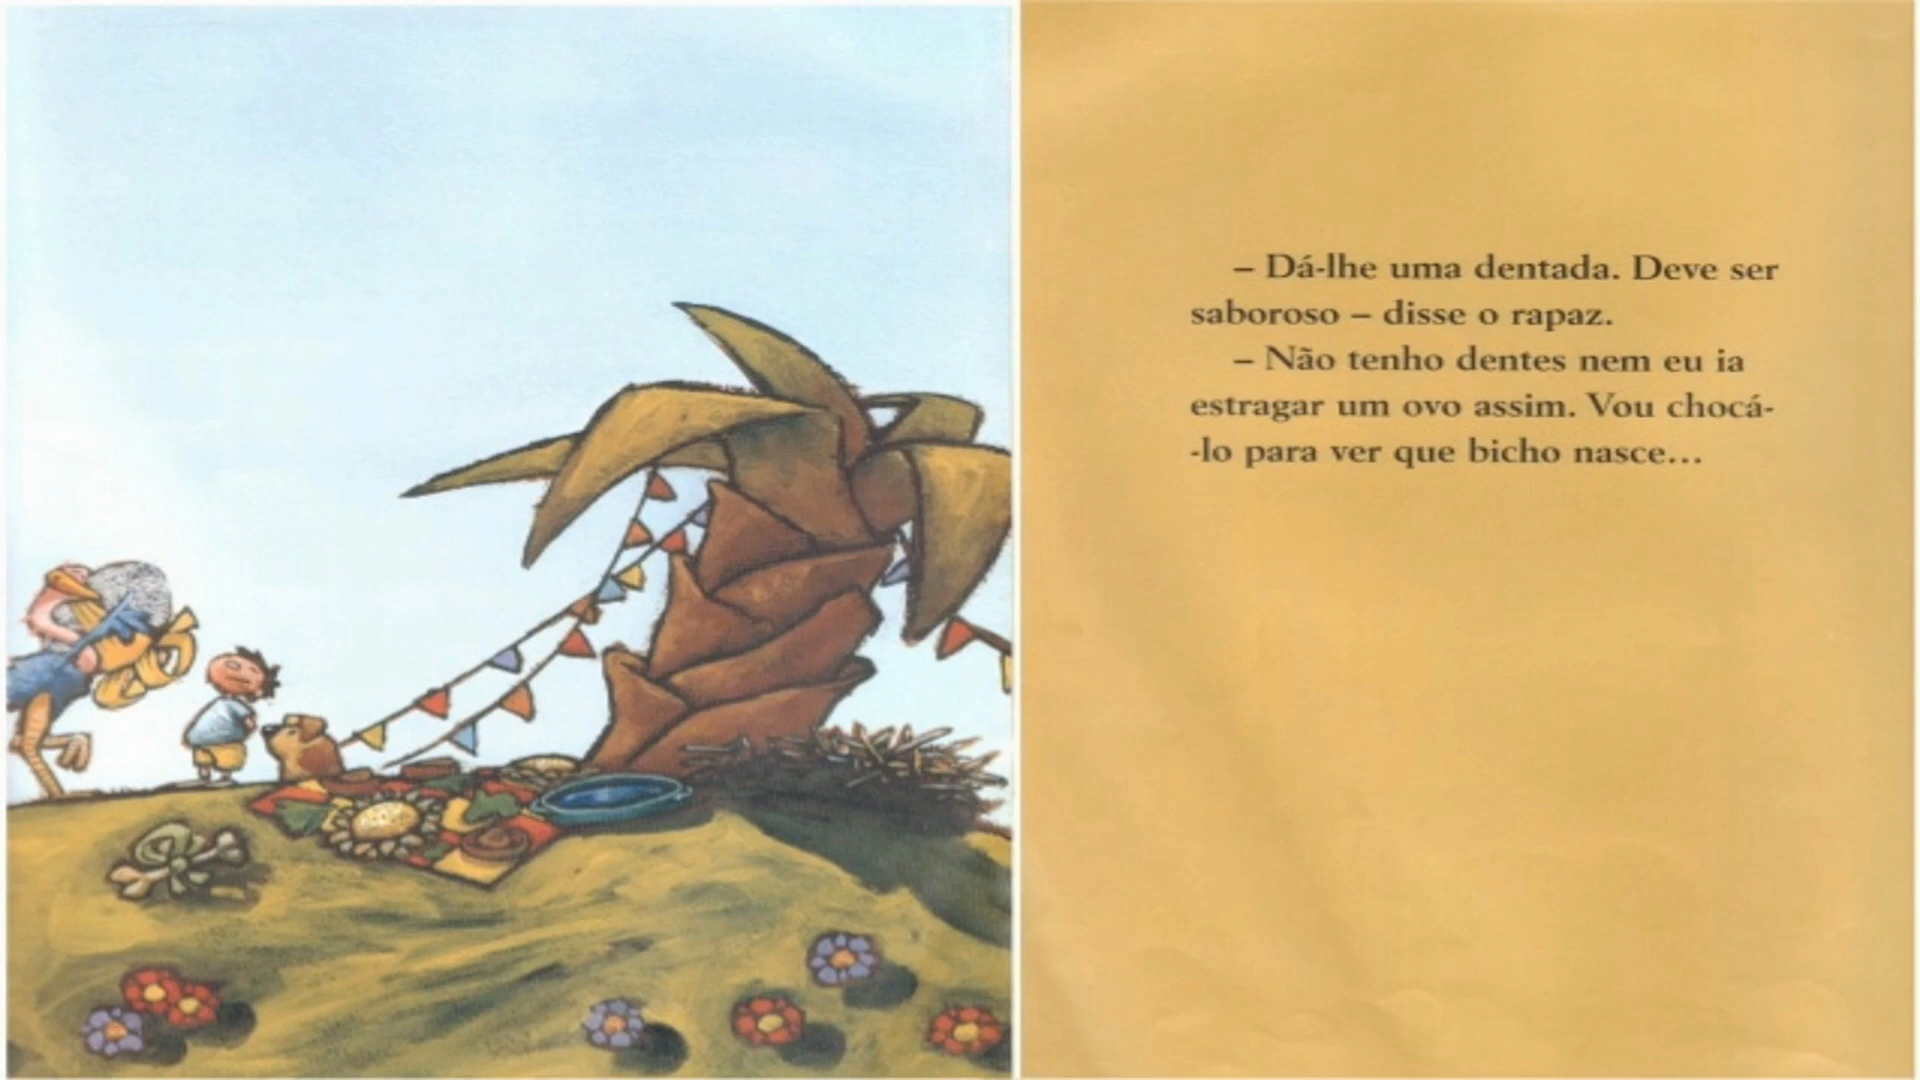 – Dá-lhe uma dentada. Deve ser
saboroso – disse o rapaz.
– Não tenho dentes nem eu ia
estragar um ovo assim. Vou chocá-
-lo para ver que bicho nasce...